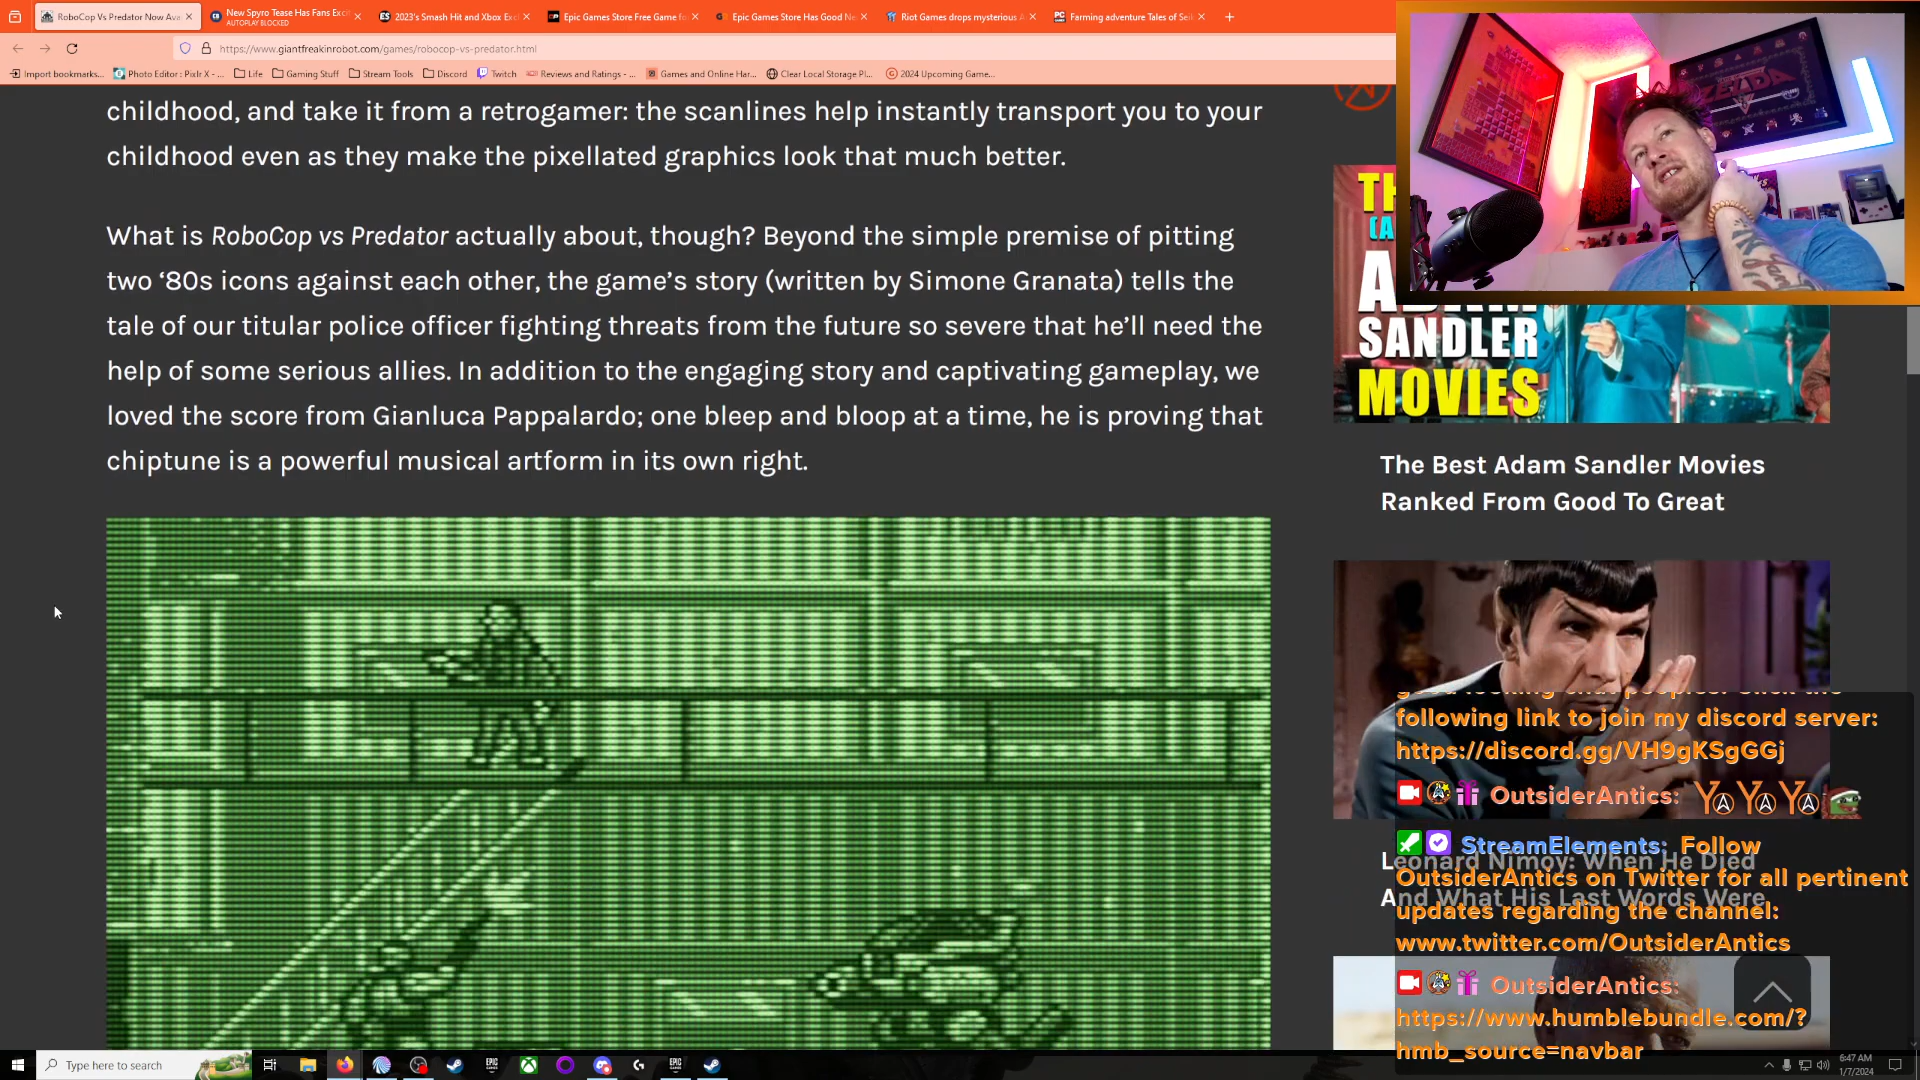 RoboCop Vs Predator Now Ava
New Spyro Tease Has Fans Exci
AUTOPLAY BLOCKED
2023's Smash Hit and Xbox Ex
Epic Games Store Free Game fo
Epic Games Store Has Good Ne
Riot Games drops mysterious A
Farming adventure Tales of Sei
https://www.giantfreakinrobot.com/games/robocop-vs-predator.html
Import bookmarks...
Photo Editor : Pixlr X - ...
Life
Gaming Stuff
Stream Tools
Discord
Twitch
Reviews and Ratings - ...
Games and Online Har...
Clear Local Storage Pl...
2024 Upcoming Game...
childhood, and take it from a retrogamer: the scanlines help instantly transport you to your
childhood even as they make the pixellated graphics look that much better.
What is RoboCop vs Predator actually about, though? Beyond the simple premise of pitting
two ‘80s icons against each other, the game’s story (written by Simone Granata) tells the
tale of our titular police officer fighting threats from the future so severe that he’ll need the
help of some serious allies. In addition to the engaging story and captivating gameplay, we
loved the score from Gianluca Pappalardo; one bleep and bloop at a time, he is proving that
chiptune is a powerful musical artform in its own right.
SANDLER
MOVIES
The Best Adam Sandler Movies
Ranked From Good To Great
Leonard Nimoy: When He Died
And What His Last Words Were
following link to join my discord server:
https://discord.gg/VH9gKSgGGj
OutsiderAntics:
StreamElements: Follow
OutsiderAntics on Twitter for all pertinent
updates regarding the channel:
www.twitter.com/OutsiderAntics
OutsiderAntics:
https://www.humblebundle.com/?
hmb_source=navbar
Type here to search
6:47 AM
1/7/2024